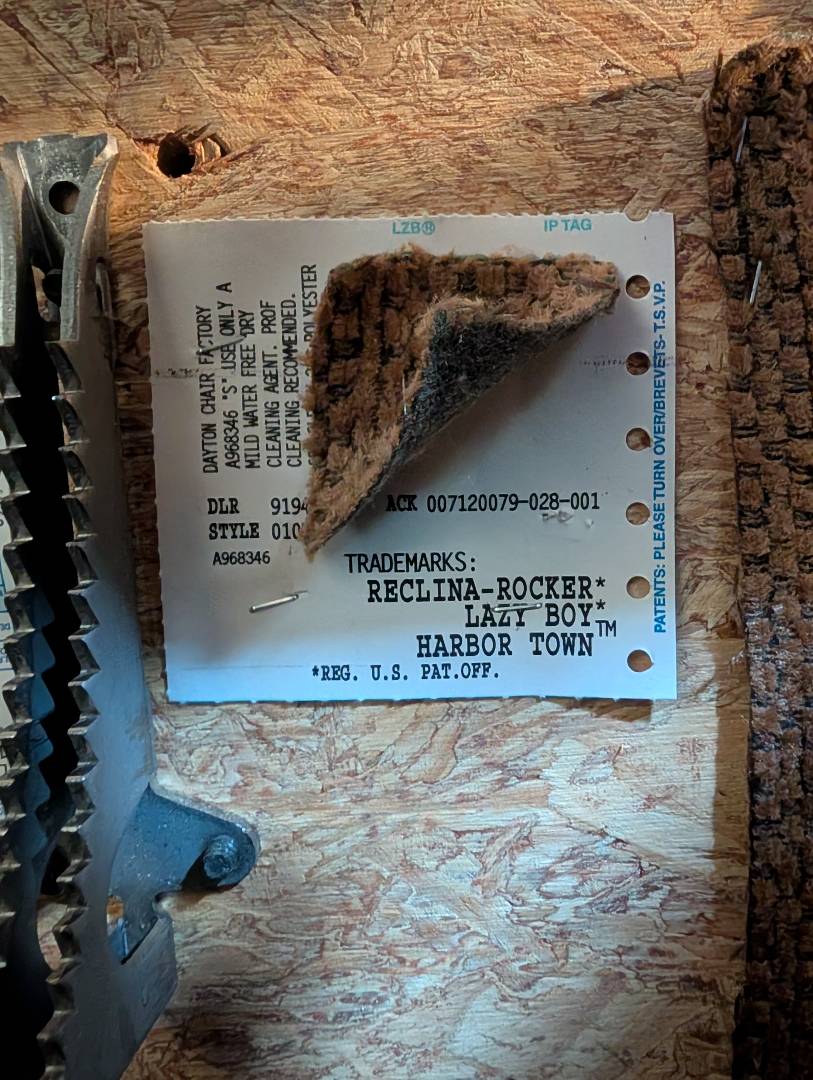 LZB® IP TAG
DAYTON CHAIR FACTORY
A968346 "S" USE ONLY A
MILD WATER FREE DRY
CLEANING AGENT. PROF
CLEANING RECOMMENDED.
POLYESTER
DLR 9194 ACK 007120079-028-001
STYLE 010
A968346
TRADEMARKS:
RECLINA-ROCKER*
LAZY BOY*
HARBOR TOWN™
*REG. U.S. PAT.OFF.
PATENTS: PLEASE TURN OVER/BREVETS- T.S.V.P.